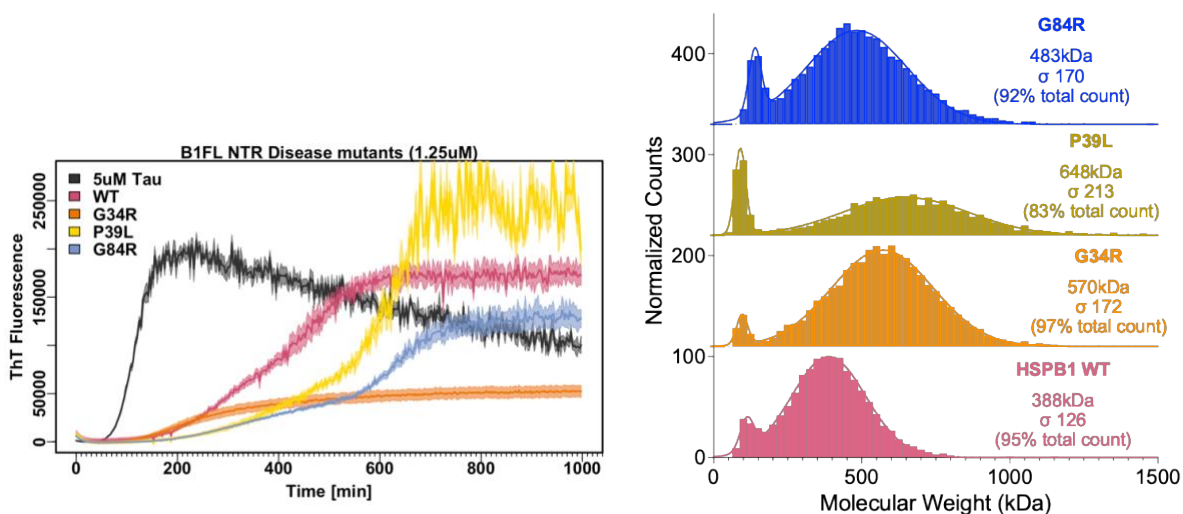 B1FL NTR Disease mutants (1.25uM)
5uM Tau
WT
G34R
P39L
G84R
250000
150000
50000
0
ThT Fluorescence
0 200 400 600 800 1000
Time [min]
Normalized Counts
400
G84R
483kDa
σ 170
(92% total count)
300
P39L
648kDa
σ 213
(83% total count)
200
G34R
570kDa
σ 172
(97% total count)
100
HSPB1 WT
388kDa
σ 126
(95% total count)
0
0 500 1000 1500
Molecular Weight (kDa)